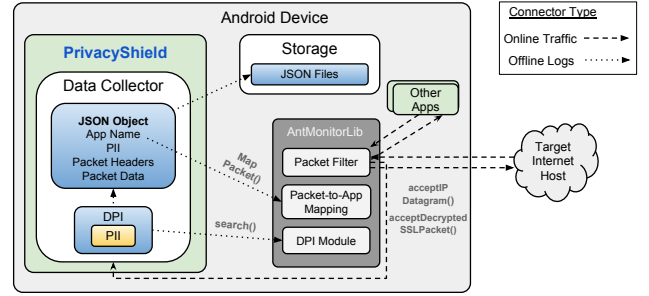 Android Device
Connector Type
Online Traffic
Offline Logs
PrivacyShield
Storage
JSON Files
Data Collector
JSON Object
App Name
PII
Packet Headers
Packet Data
Other
Apps
AntMonitorLib
Packet Filter
Map
Packet()
Packet-to-App
Mapping
Target
Internet
Host
acceptIP
Datagram()
acceptDecrypted
SSLPacket()
DPI
PII
search()
DPI Module